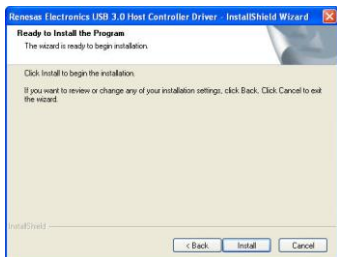 Renesas Electronics USB 3.0 Host Controller Driver - InstallShield Wizard
Ready to Install the Program
The wizard is ready to begin installation.
Click Install to begin the installation.
If you want to review or change any of your installation settings, click Back. Click Cancel to exit
the wizard.
InstallShield
< Back
Install
Cancel